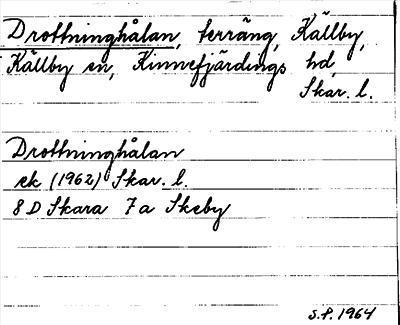 Drottninghålan, terräng, Källby,
Källby sn, Kinnefjärdings hd,
Skar. l.
Drottninghålan
ek (1962) Skar. l.
8 D Skara 7 a Skeby
S.P. 1964